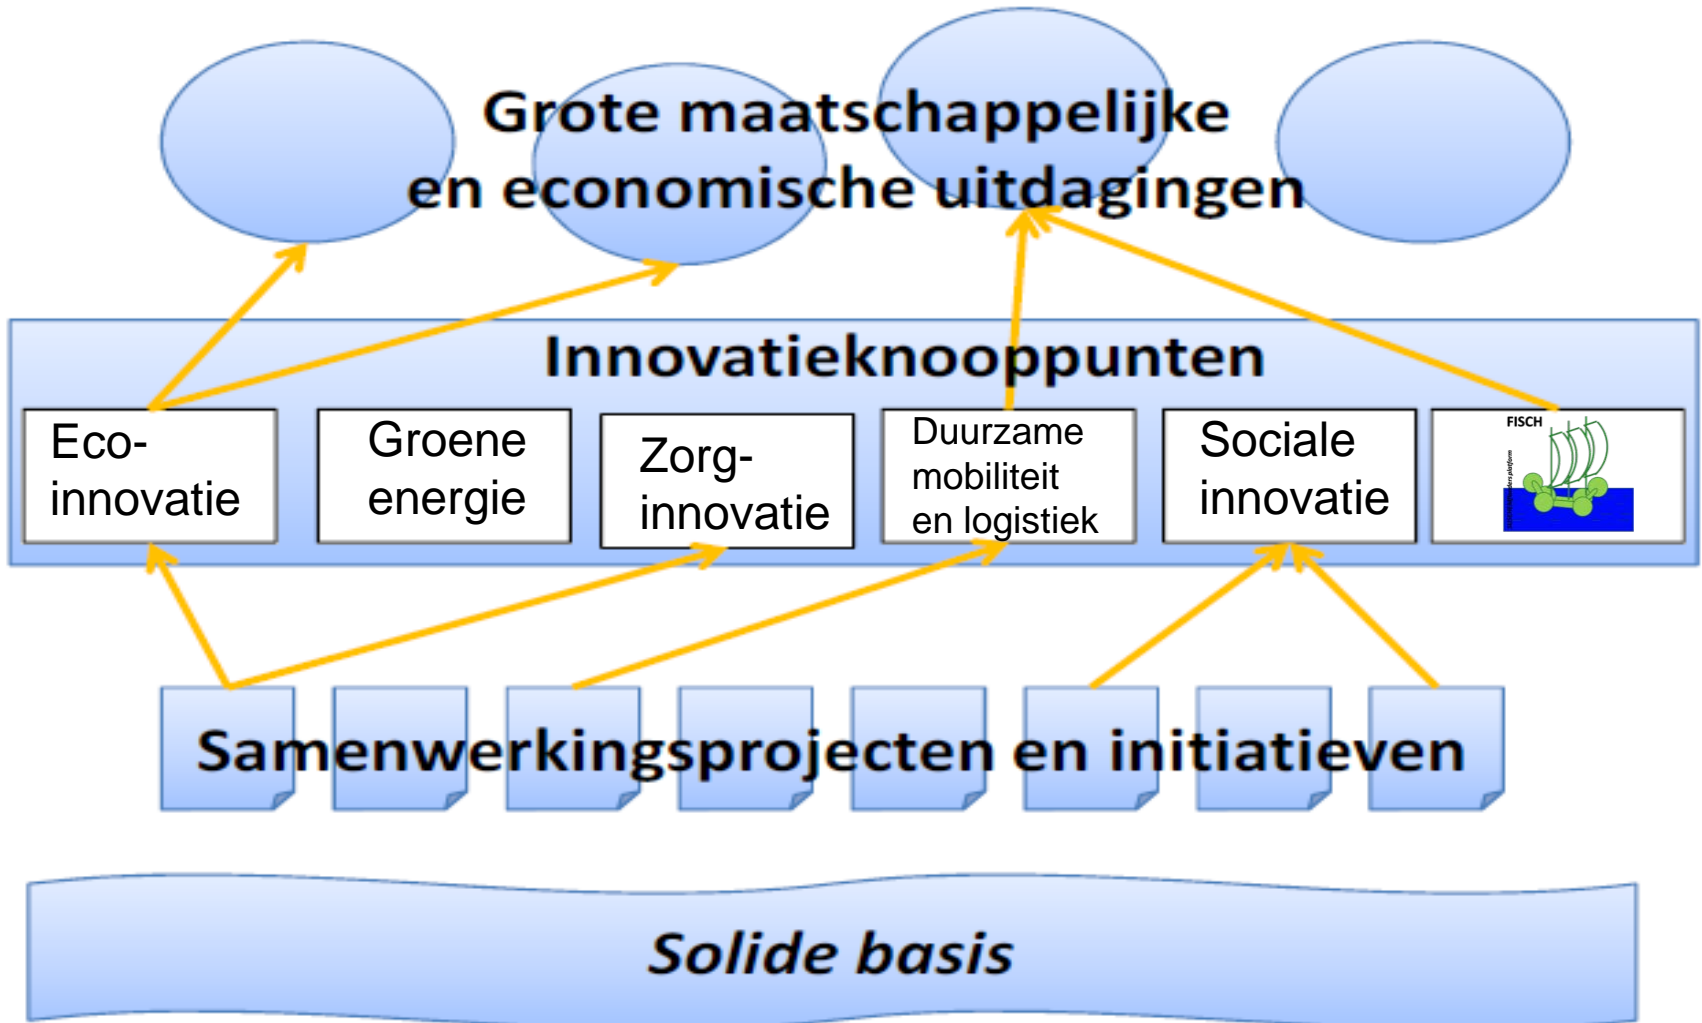 Grote maatschappelijke
en economische uitdagingen
Innovatieknooppunten
Eco-
innovatie
Groene
energie
Zorg-
innovatie
Duurzame
mobiliteit
en logistiek
Sociale
innovatie
FISCH
Samenwerkingsprojecten en initiatieven
Solide basis